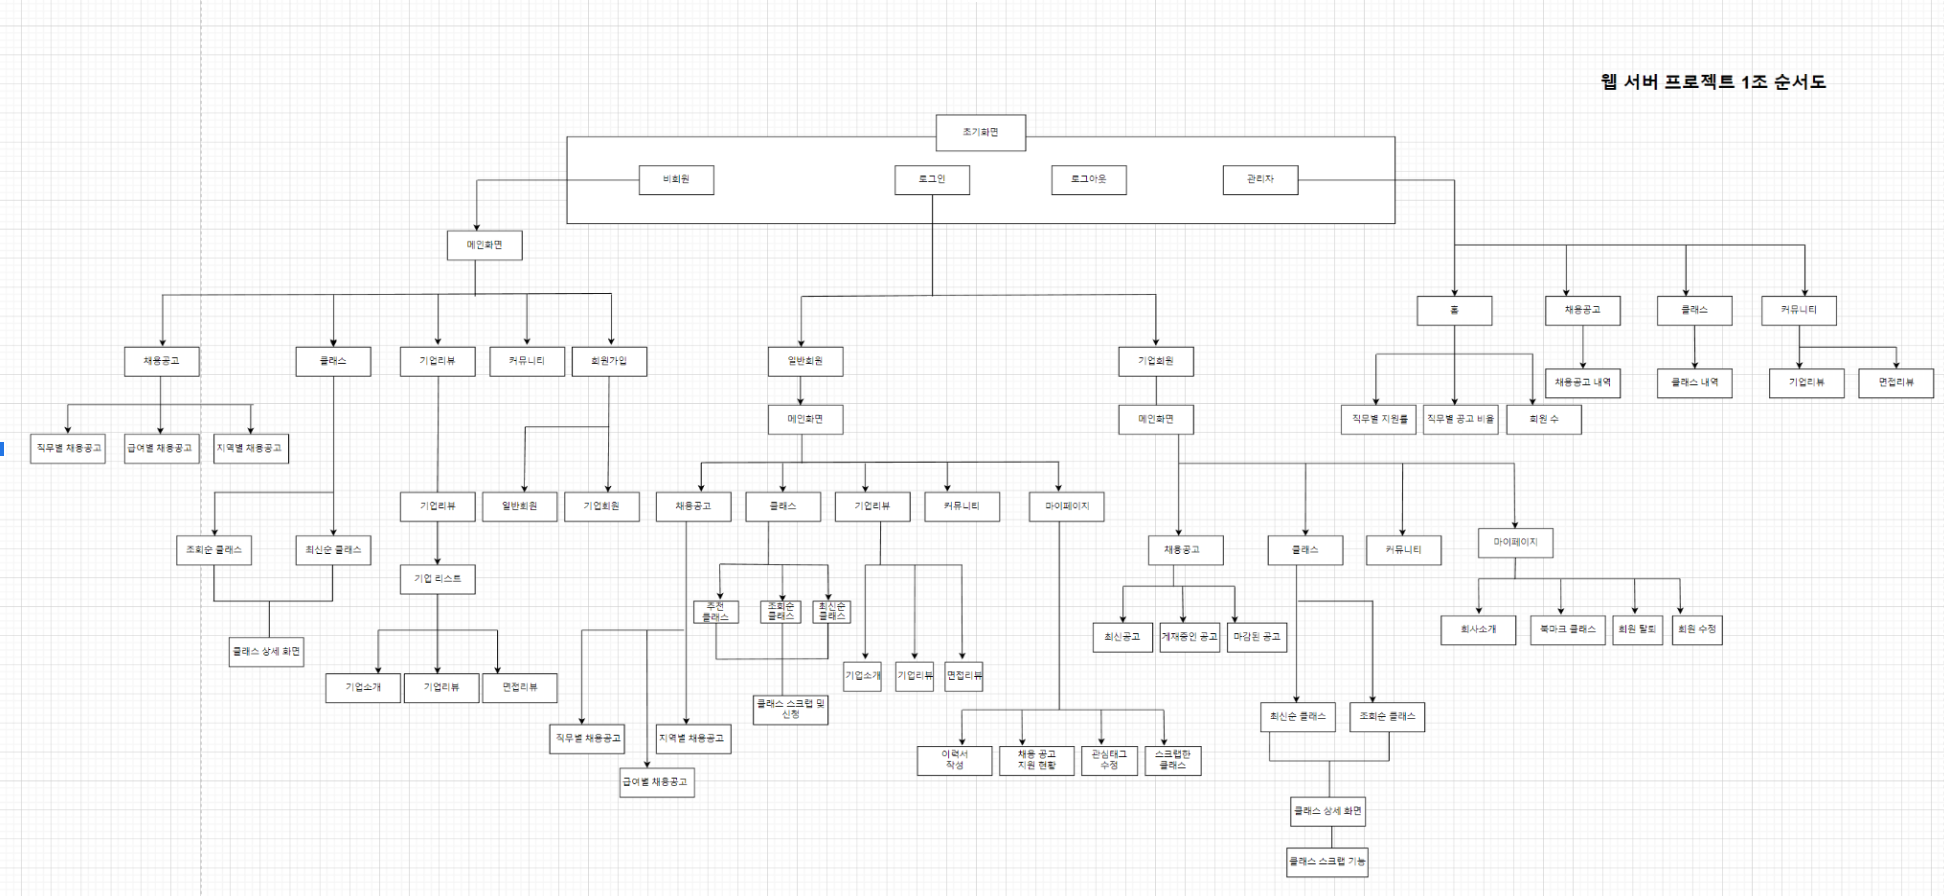 웹 서버 프로젝트 1조 순서도
초기화면
비회원
로그인
로그아웃
관리자
메인화면
홈
채용공고
클래스
커뮤니티
채용공고
클래스
기업리뷰
커뮤니티
회원가입
일반회원
기업회원
채용공고 내역
클래스 내역
기업리뷰
면접리뷰
메인화면
메인화면
직무별 지원률
직무별 공고 비율
회원 수
직무별 채용공고
급여별 채용공고
지역별 채용공고
기업리뷰
일반회원
기업회원
채용공고
클래스
기업리뷰
커뮤니티
마이페이지
조회순 클래스
최신순 클래스
채용공고
클래스
커뮤니티
마이페이지
기업 리스트
추천
클래스
조회순
클래스
최신순
클래스
최신공고
게재중인 공고
마감된 공고
회사소개
북마크 클래스
회원 탈퇴
회원 수정
클래스 상세 화면
기업소개
기업리뷰
면접리뷰
기업소개
기업리뷰
면접리뷰
클래스 스크랩 및
신청
최신순 클래스
조회순 클래스
직무별 채용공고
지역별 채용공고
급여별 채용공고
이력서
작성
채용 공고
지원 현황
관심태그
수정
스크랩한
클래스
클래스 상세 화면
클래스 스크랩 기능